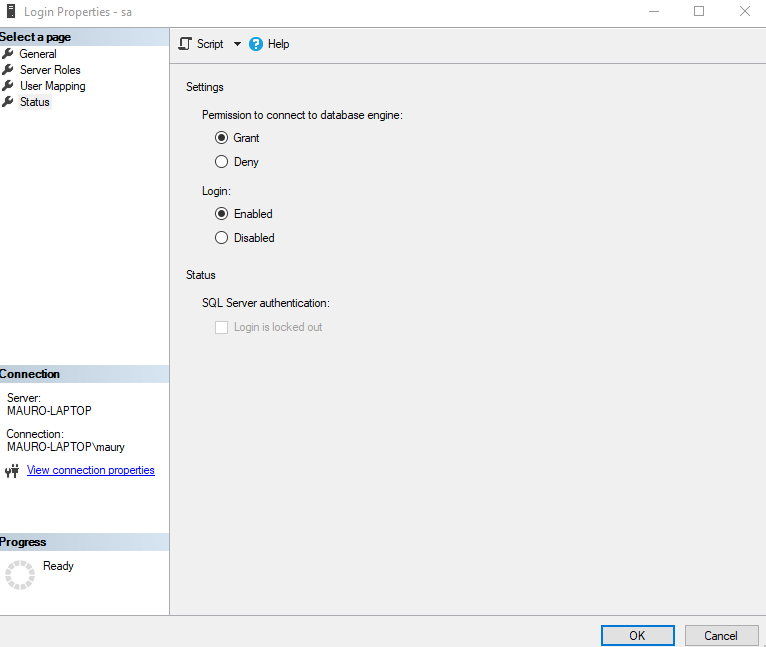 Login Properties - sa
Select a page
General
Server Roles
User Mapping
Status
Script
Help
Settings
Permission to connect to database engine:
Grant
Deny
Login:
Enabled
Disabled
Status
SQL Server authentication:
Login is locked out
Connection
Server:
MAURO-LAPTOP
Connection:
MAURO-LAPTOP\maury
View connection properties
Progress
Ready
OK
Cancel